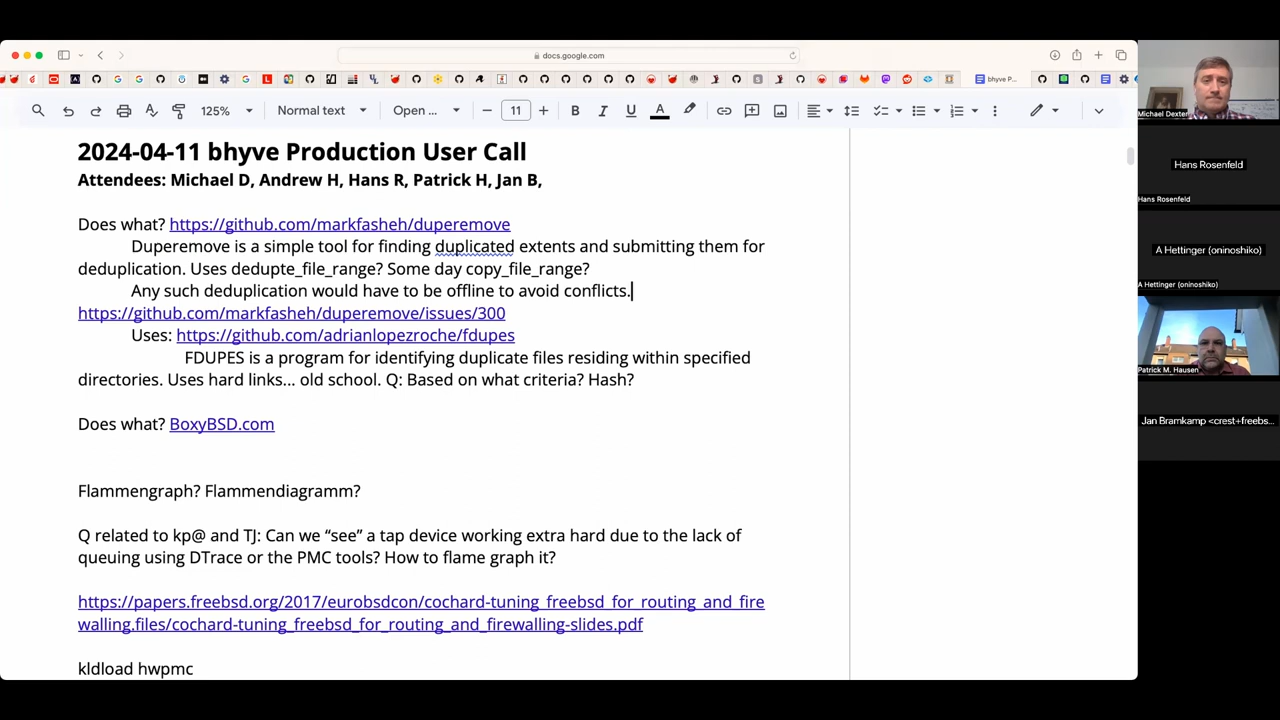 docs.google.com
bhyve P...
125%
Normal text
Open ...
11
2024-04-11 bhyve Production User Call
Attendees: Michael D, Andrew H, Hans R, Patrick H, Jan B,
Does what? https://github.com/markfasheh/duperemove
Duperemove is a simple tool for finding duplicated extents and submitting them for
deduplication. Uses dedupte_file_range? Some day copy_file_range?
Any such deduplication would have to be offline to avoid conflicts.
https://github.com/markfasheh/duperemove/issues/300
Uses: https://github.com/adrianlopezroche/fdupes
FDUPES is a program for identifying duplicate files residing within specified
directories. Uses hard links... old school. Q: Based on what criteria? Hash?
Does what? BoxyBSD.com
Flammengraph? Flammendiagramm?
Q related to kp@ and TJ: Can we “see” a tap device working extra hard due to the lack of
queuing using DTrace or the PMC tools? How to flame graph it?
https://papers.freebsd.org/2017/eurobsdcon/cochard-tuning_freebsd_for_routing_and_fire
walling.files/cochard-tuning_freebsd_for_routing_and_firewalling-slides.pdf
kldload hwpmc
Michael Dexter
Hans Rosenfeld
Hans Rosenfeld
A Hettinger (oninoshiko)
A Hettinger (oninoshiko)
Patrick M. Hausen
Jan Bramkamp <crest+freebs...